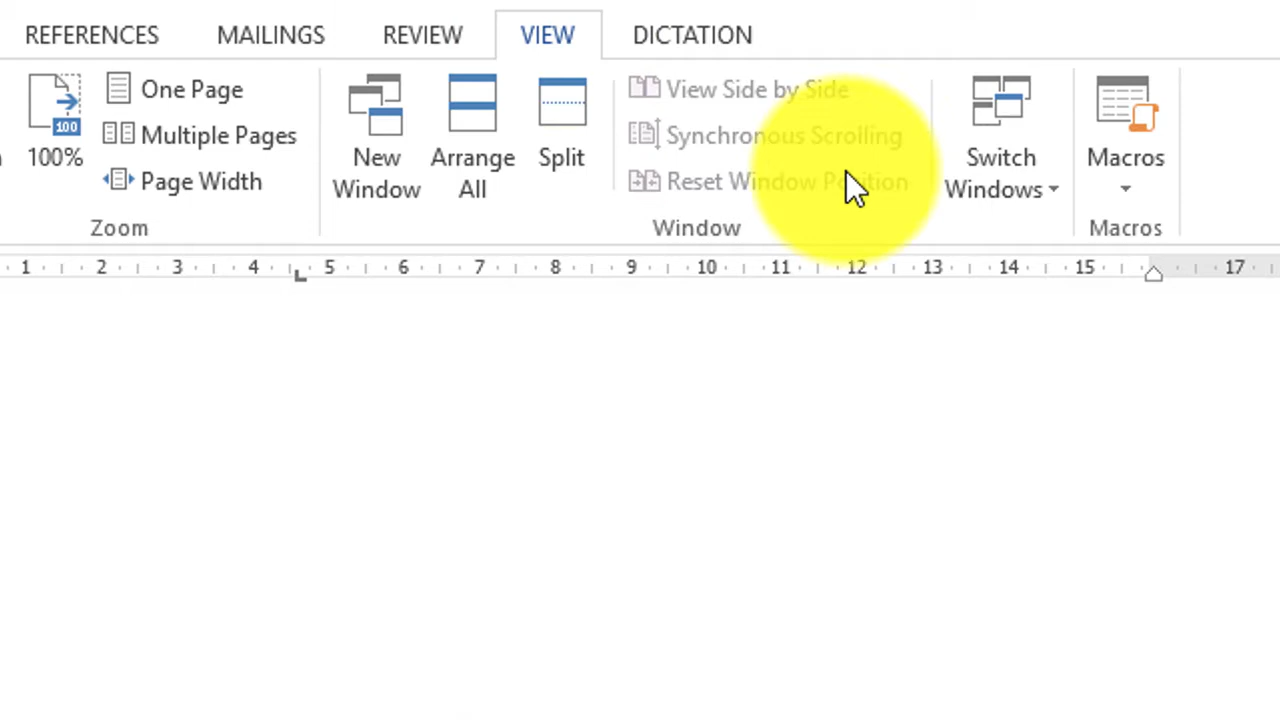 REFERENCES MAILINGS REVIEW VIEW DICTATION
One Page
Multiple Pages
Page Width
100
100%
Zoom
New
Window
Arrange
All
Split
View Side by Side
Synchronous Scrolling
Reset Window Position
Window
Switch
Windows
Macros
Macros
1 2 3 4 5 6 7 8 9 10 11 12 13 14 15 17